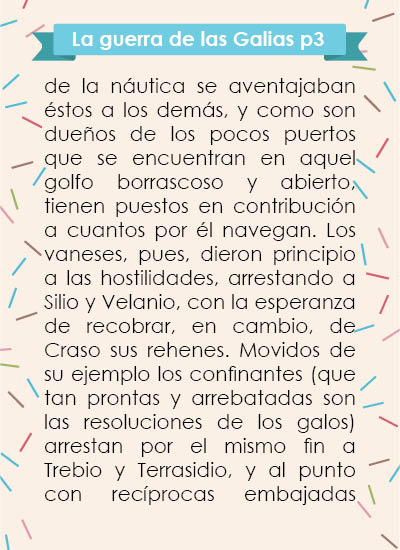 La guerra de las Galias p3
de la náutica se aventajaban
éstos a los demás, y como son
dueños de los pocos puertos
que se encuentran en aquel
golfo borrascoso y abierto,
tienen puestos en contribución
a cuantos por él navegan. Los
vaneses, pues, dieron principio
a las hostilidades, arrestando a
Silio y Velanio, con la esperanza
de recobrar, en cambio, de
Craso sus rehenes. Movidos de
su ejemplo los confinantes (que
tan prontas y arrebatadas son
las resoluciones de los galos)
arrestan por el mismo fin a
Trebio y Terrasidio, y al punto
con recíprocas embajadas